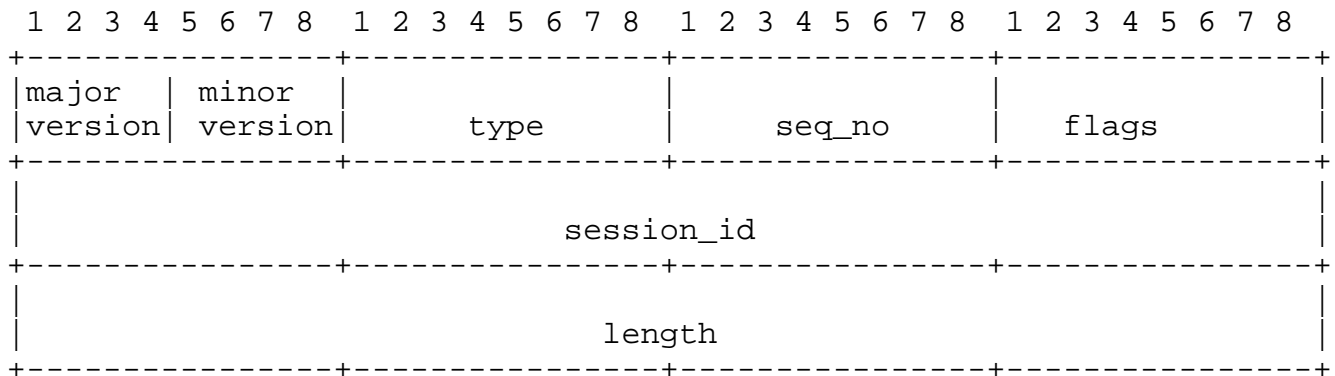 1 2 3 4 5 6 7 8 1 2 3 4 5 6 7 8 1 2 3 4 5 6 7 8 1 2 3 4 5 6 7 8
+----------------+----------------+----------------+----------------+
|major | minor | | | |
|version| version| type | seq_no | flags |
+----------------+----------------+----------------+----------------+
| |
| session_id |
+----------------+----------------+----------------+----------------+
| |
| length |
+----------------+----------------+----------------+----------------+